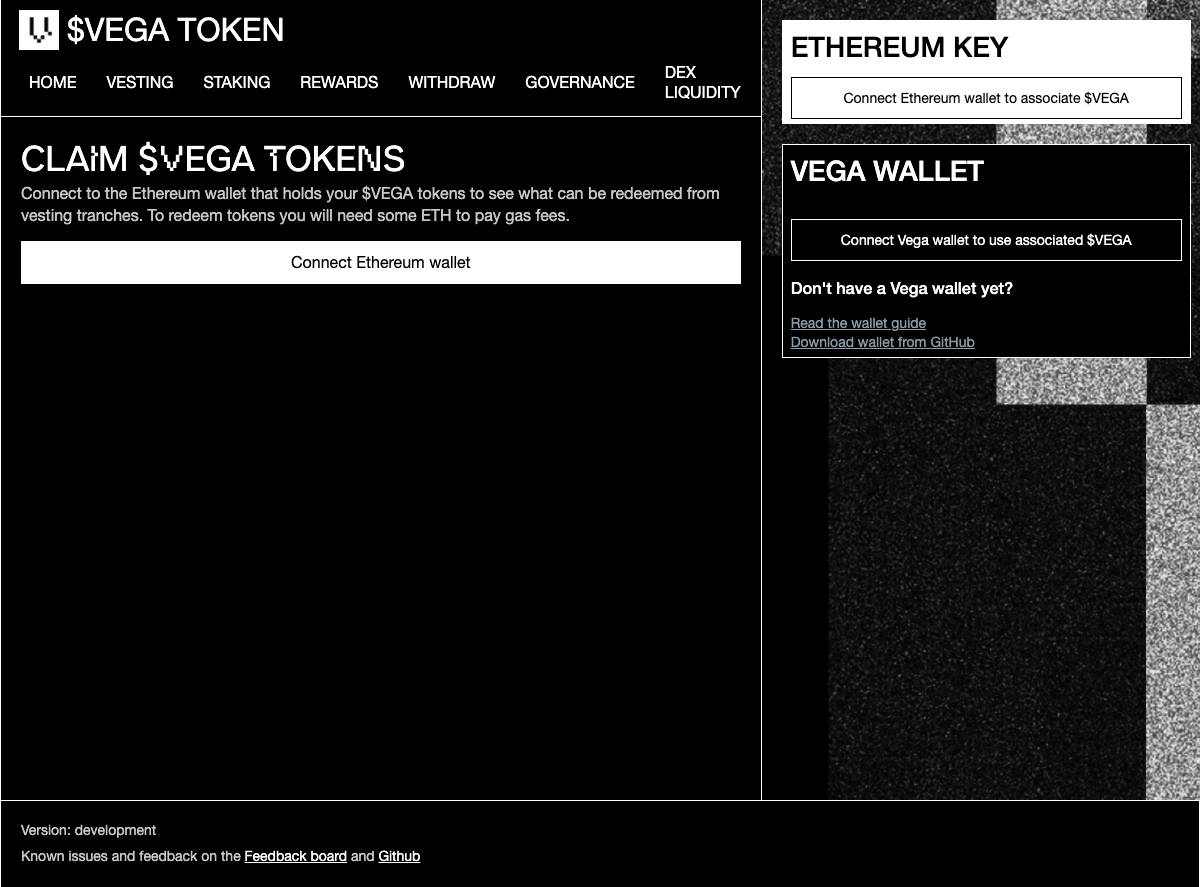 $VEGA TOKEN
HOME VESTING STAKING REWARDS WITHDRAW GOVERNANCE DEX LIQUIDITY
CLAIM $VEGA TOKENS
Connect to the Ethereum wallet that holds your $VEGA tokens to see what can be redeemed from
vesting tranches. To redeem tokens you will need some ETH to pay gas fees.
Connect Ethereum wallet
ETHEREUM KEY
Connect Ethereum wallet to associate $VEGA
VEGA WALLET
Connect Vega wallet to use associated $VEGA
Don't have a Vega wallet yet?
Read the wallet guide
Download wallet from GitHub
Version: development
Known issues and feedback on the Feedback board and Github